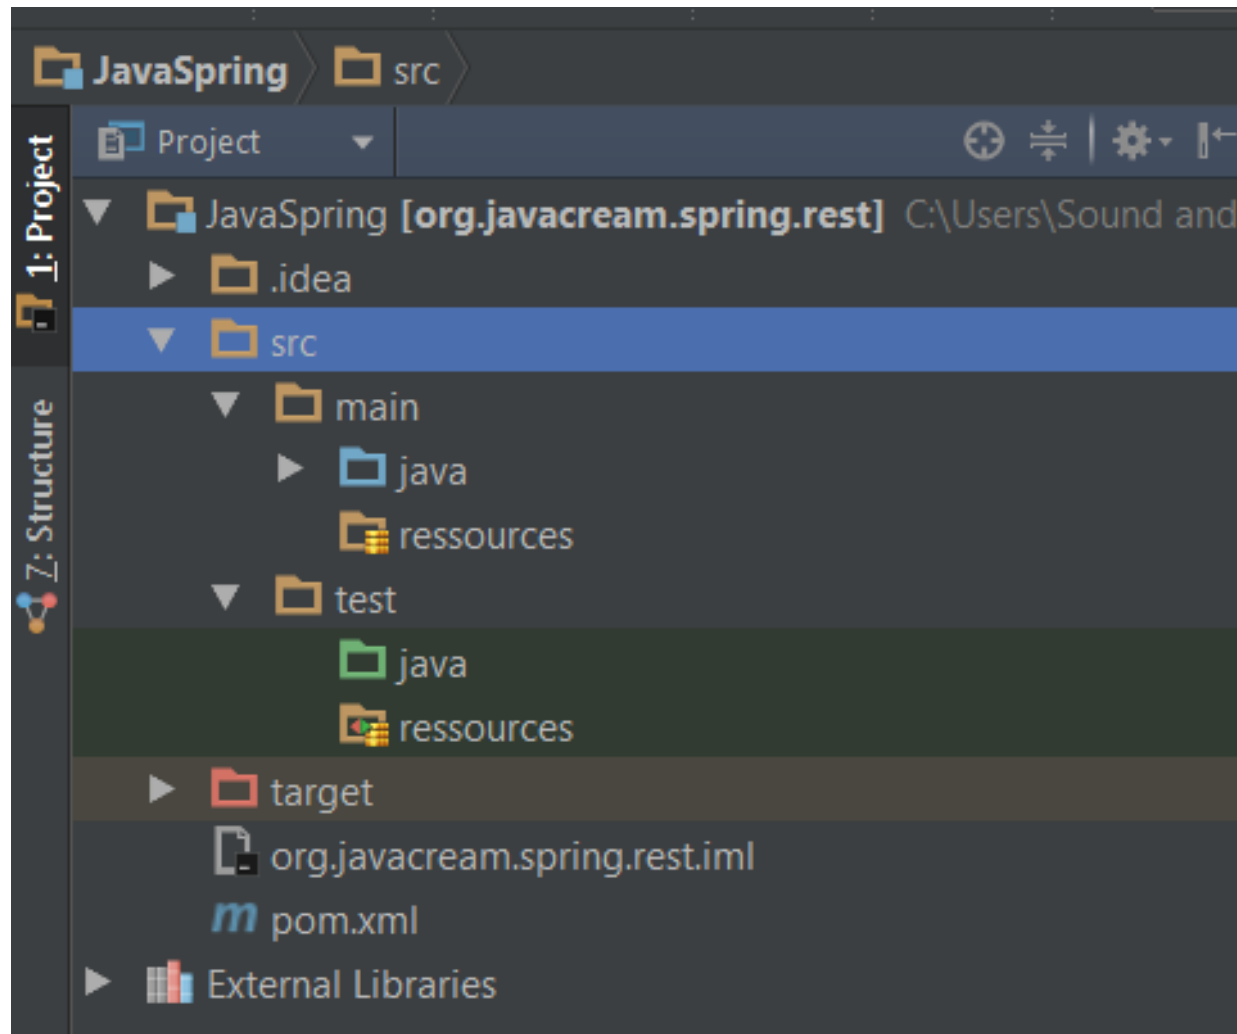 JavaSpring src
1: Project
7: Structure
Project
JavaSpring [org.javacream.spring.rest] C:\Users\Sound and
.idea
src
main
java
ressources
test
java
ressources
target
org.javacream.spring.rest.iml
pom.xml
External Libraries